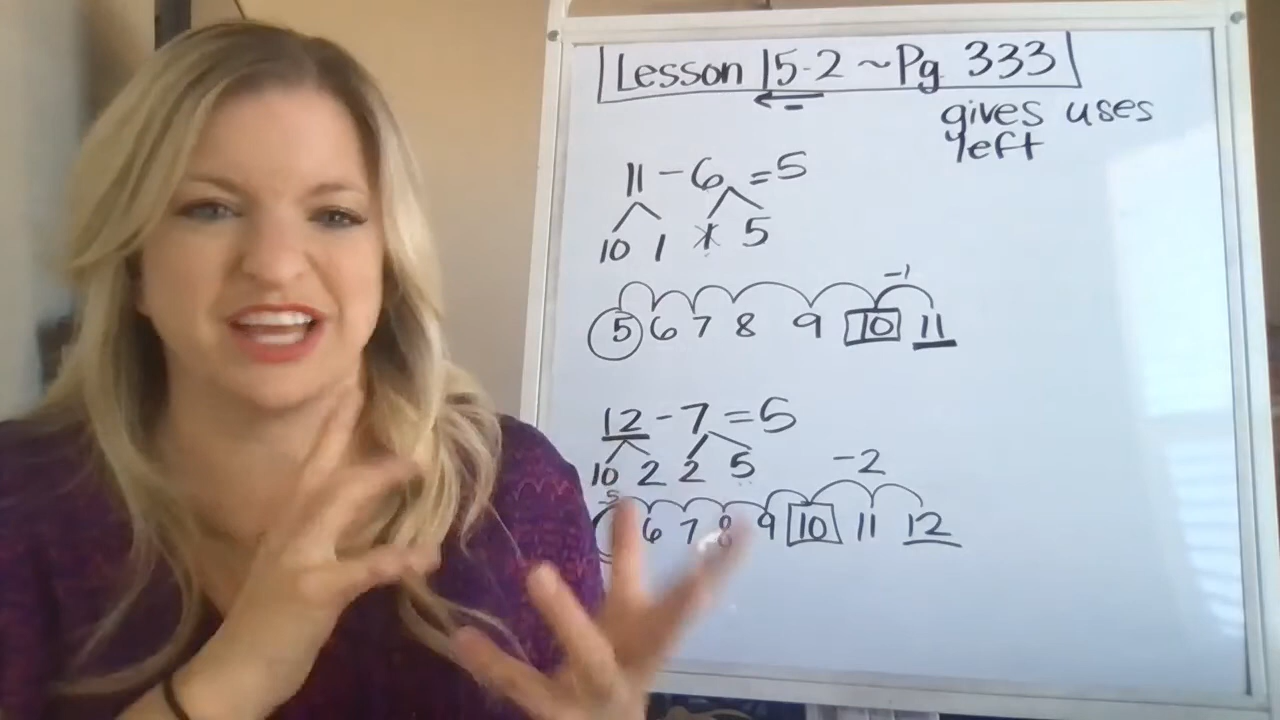 Lesson 15-2 ~ Pg. 333
← -
gives uses
left
11 - 6 = 5
10 1 1 5
-1
5 6 7 8 9 10 11
12 - 7 = 5
10 2 2 5
-2
6 7 8 9 10 11 12